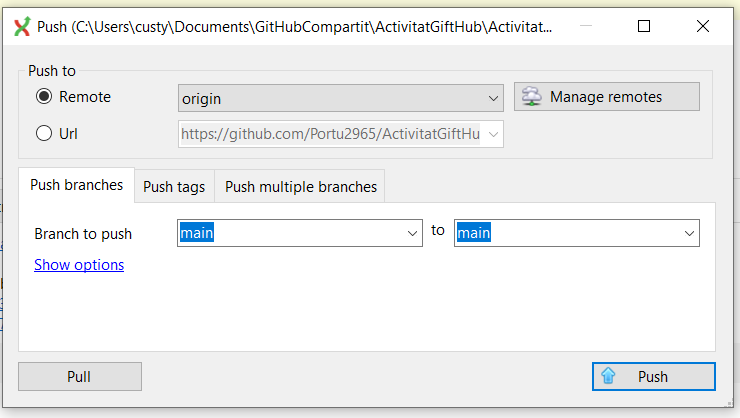 Push (C:\Users\custy\Documents\GitHubCompartit\ActivitatGiftHub\Activitat...
Push to
Remote
origin
Manage remotes
Url
https://github.com/Portu2965/ActivitatGiftHu
Push branches
Push tags
Push multiple branches
Branch to push
main
to
main
Show options
Pull
Push